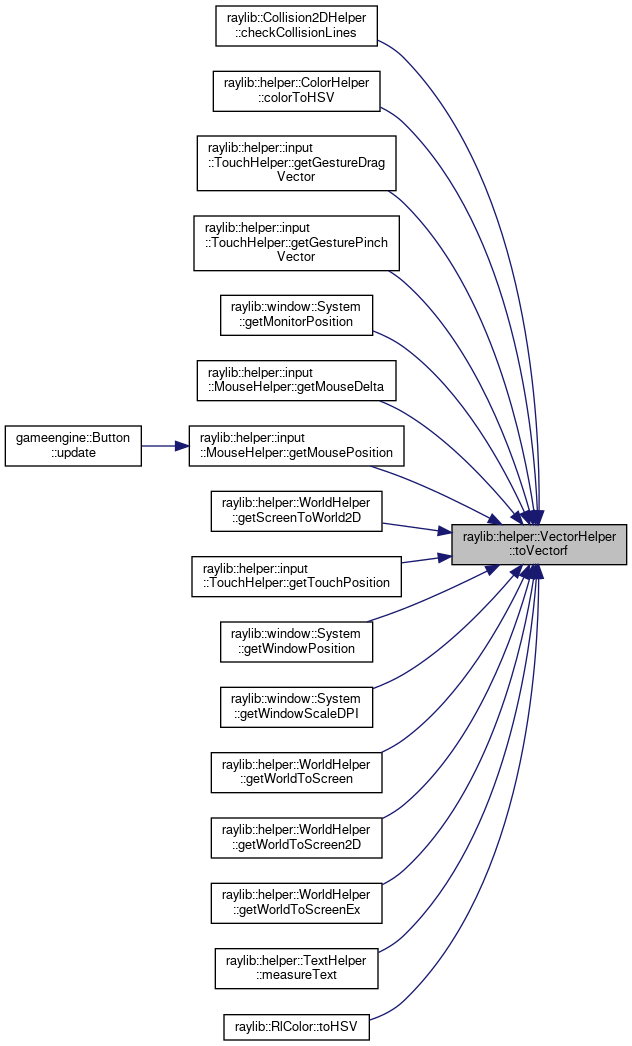 raylib::Collision2DHelper
::checkCollisionLines
raylib::helper::ColorHelper
::colorToHSV
raylib::helper::input
::TouchHelper::getGestureDrag
Vector
raylib::helper::input
::TouchHelper::getGesturePinch
Vector
raylib::window::System
::getMonitorPosition
raylib::helper::input
::MouseHelper::getMouseDelta
gameengine::Button
::update
raylib::helper::input
::MouseHelper::getMousePosition
raylib::helper::WorldHelper
::getScreenToWorld2D
raylib::helper::VectorHelper
::toVectorf
raylib::helper::input
::TouchHelper::getTouchPosition
raylib::window::System
::getWindowPosition
raylib::window::System
::getWindowScaleDPI
raylib::helper::WorldHelper
::getWorldToScreen
raylib::helper::WorldHelper
::getWorldToScreen2D
raylib::helper::WorldHelper
::getWorldToScreenEx
raylib::helper::TextHelper
::measureText
raylib::RlColor::toHSV